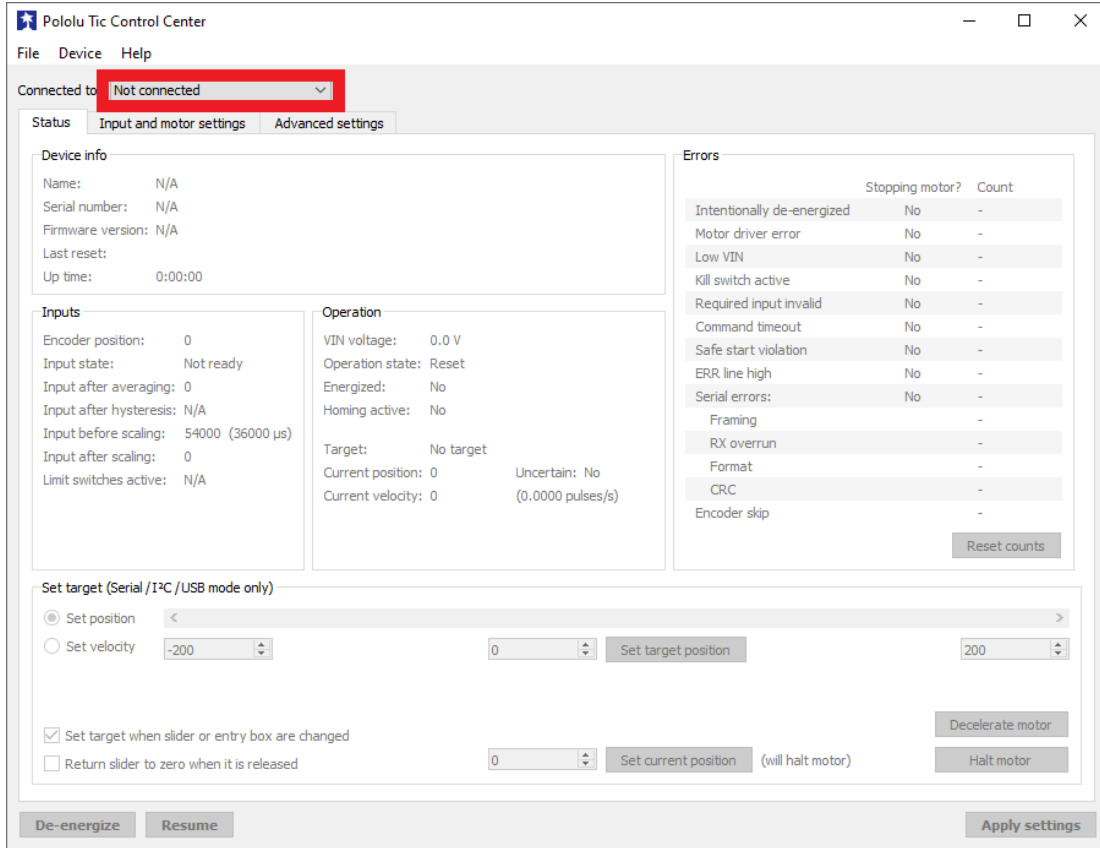 Pololu Tic Control Center
File Device Help
Connected to Not connected
Status Input and motor settings Advanced settings
Device info
Name: N/A
Serial number: N/A
Firmware version: N/A
Last reset:
Up time: 0:00:00
Errors
Stopping motor? Count
Intentionally de-energized No -
Motor driver error No -
Low VIN No -
Kill switch active No -
Required input invalid No -
Command timeout No -
Safe start violation No -
ERR line high No -
Serial errors: No -
Framing -
RX overrun -
Format -
CRC -
Encoder skip -
Reset counts
Inputs
Encoder position: 0
Input state: Not ready
Input after averaging: 0
Input after hysteresis: N/A
Input before scaling: 54000 (36000 µs)
Input after scaling: 0
Limit switches active: N/A
Operation
VIN voltage: 0.0 V
Operation state: Reset
Energized: No
Homing active: No
Target: No target
Current position: 0 Uncertain: No
Current velocity: 0 (0.0000 pulses/s)
Set target (Serial / I²C / USB mode only)
Set position
Set velocity -200 0 Set target position 200
Decelerate motor
Set target when slider or entry box are changed
Return slider to zero when it is released 0 Set current position (will halt motor) Halt motor
De-energize Resume Apply settings